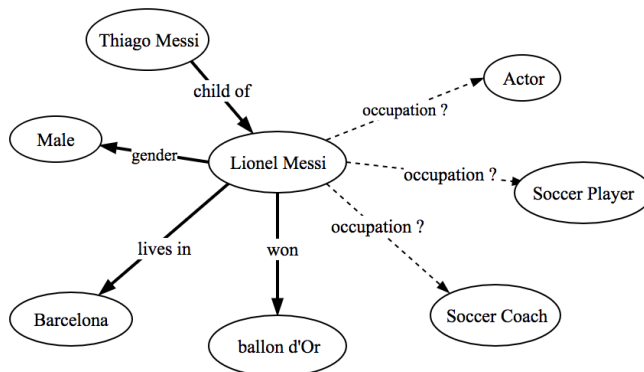 Thiago Messi
child of
Actor
occupation ?
Male
gender
Lionel Messi
occupation ?
Soccer Player
occupation ?
lives in
won
Barcelona
ballon d'Or
Soccer Coach